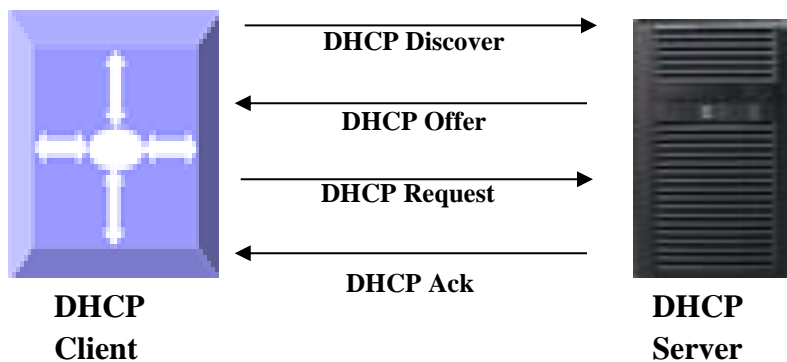 DHCP Discover
DHCP Offer
DHCP Request
DHCP Ack
DHCP
Client
DHCP
Server